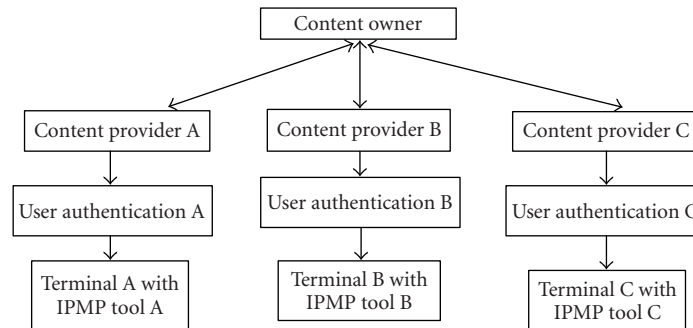 Content owner
Content provider A
Content provider B
Content provider C
User authentication A
User authentication B
User authentication C
Terminal A with
IPMP tool A
Terminal B with
IPMP tool B
Terminal C with
IPMP tool C